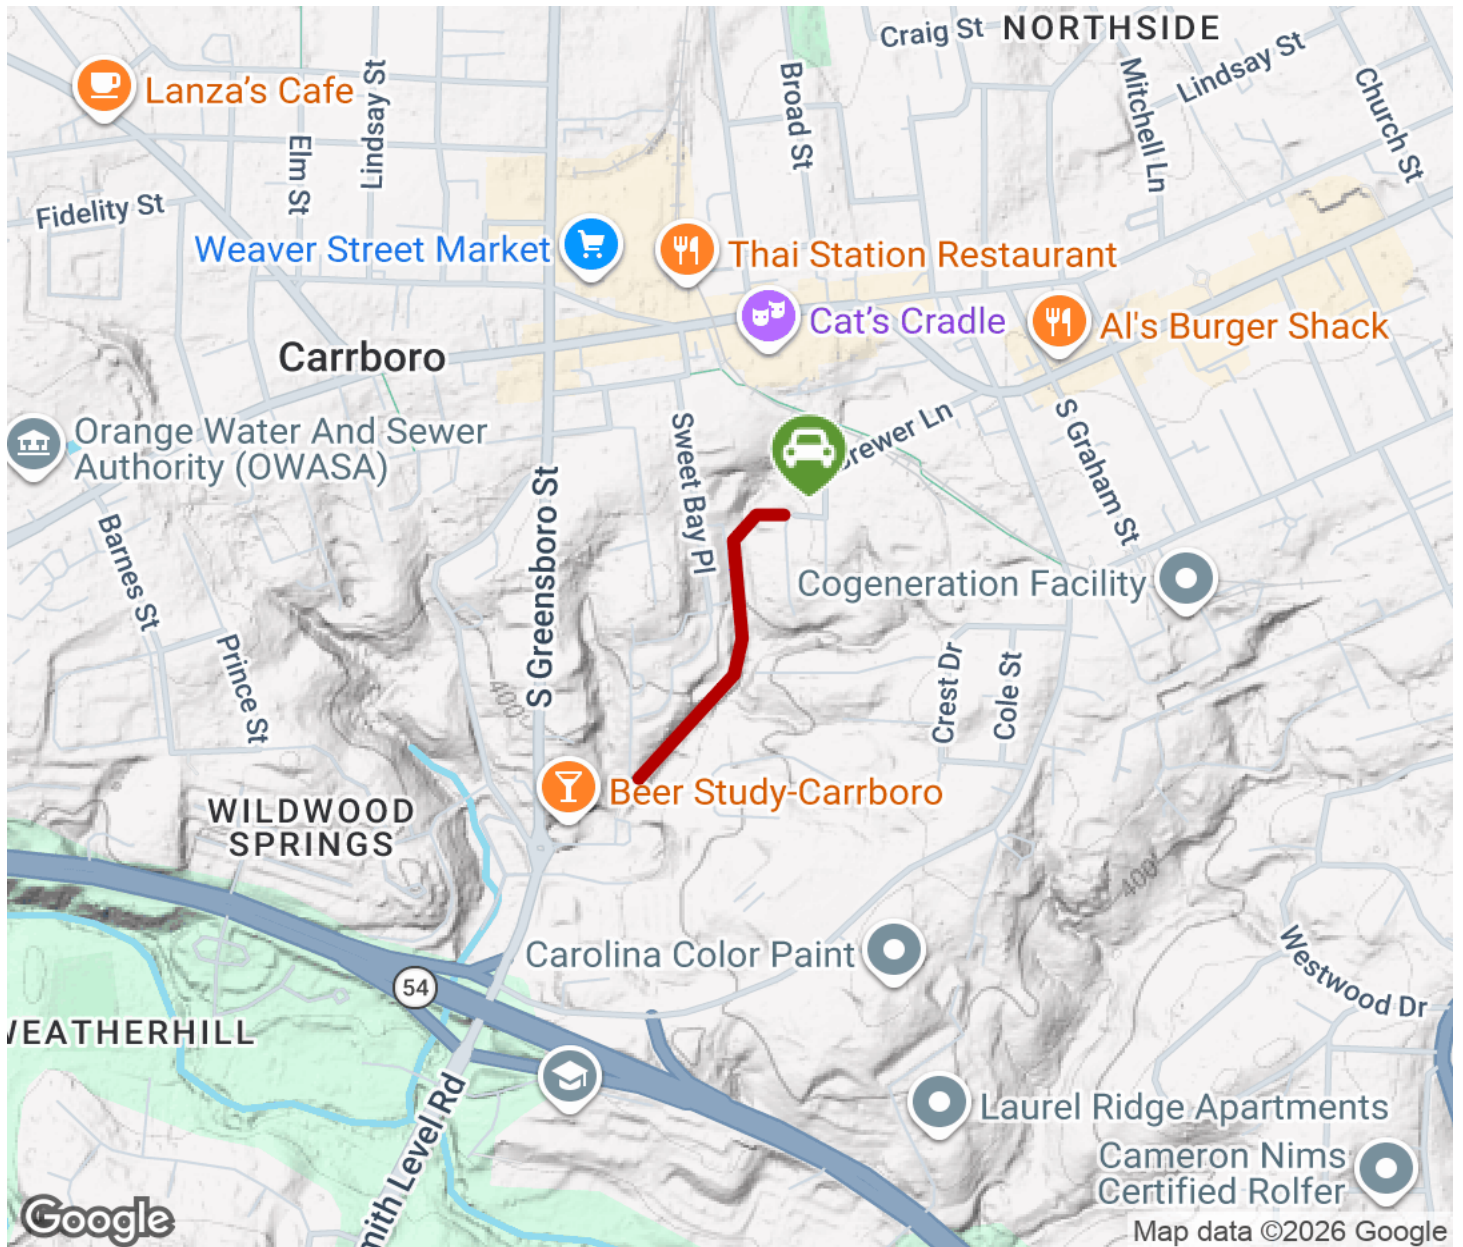 Craig St
NORTHSIDE
Lindsay St
Church St
Mitchell Ln
Broad St
Lanza's Cafe
Lindsay St
Elm St
Fidelity St
Weaver Street Market
Thai Station Restaurant
Cat's Cradle
Al's Burger Shack
Carrboro
Orange Water And Sewer
Authority (OWASA)
Sweet Bay Pl
Brewer Ln
S Graham St
S Greensboro St
Barnes St
Prince St
Cogeneration Facility
Crest Dr
Cole St
400'
Beer Study-Carrboro
WILDWOOD
SPRINGS
400'
Carolina Color Paint
Westwood Dr
54
WEATHERHILL
Smith Level Rd
Laurel Ridge Apartments
Cameron Nims
Certified Rolfer
Google
Map data ©2026 Google